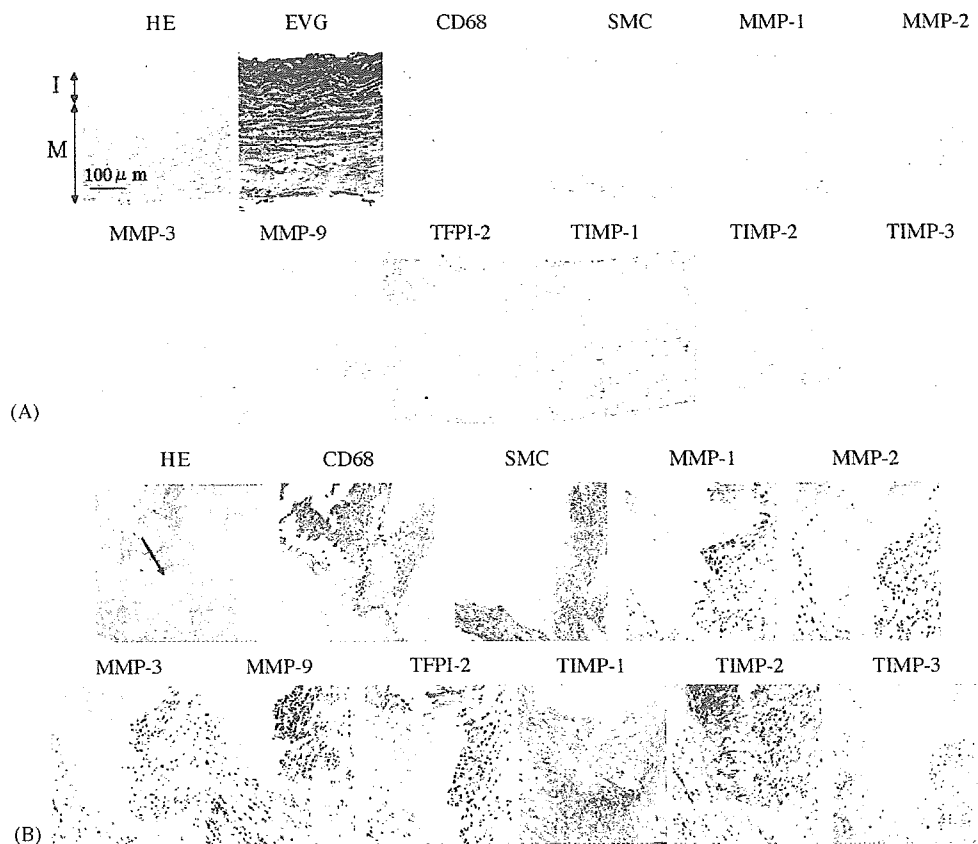 HE EVG CD68 SMC MMP-1 MMP-2
I
M
100 μ m
MMP-3 MMP-9 TFPI-2 TIMP-1 TIMP-2 TIMP-3
(A)
HE CD68 SMC MMP-1 MMP-2
MMP-3 MMP-9 TFPI-2 TIMP-1 TIMP-2 TIMP-3
(B)